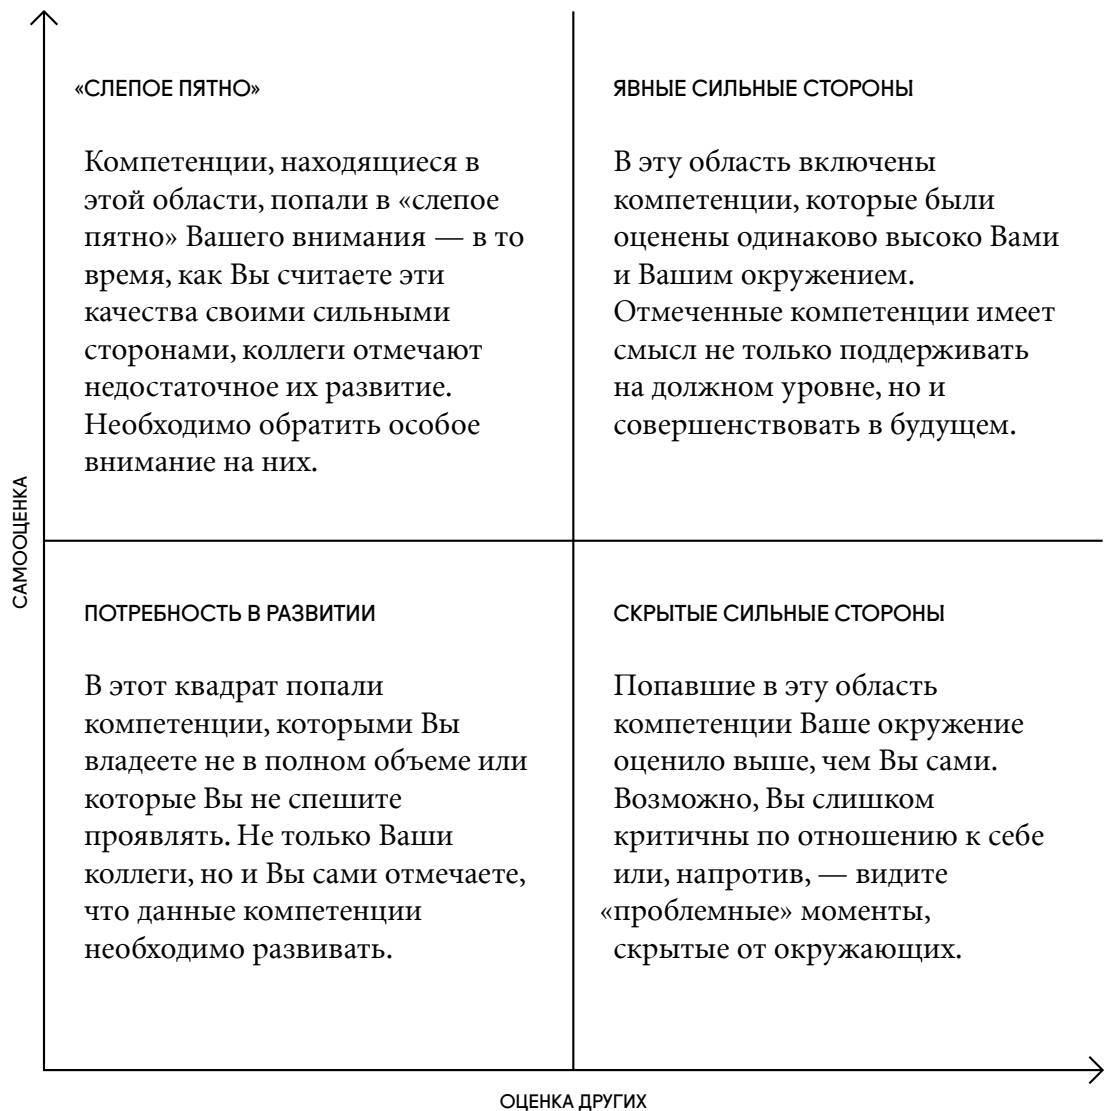 «СЛЕПОЕ ПЯТНО»
Компетенции, находящиеся в
этой области, попали в «слепое
пятно» Вашего внимания — в то
время, как Вы считаете эти
качества своими сильными
сторонами, коллеги отмечают
недостаточное их развитие.
Необходимо обратить особое
внимание на них.
ЯВНЫЕ СИЛЬНЫЕ СТОРОНЫ
В эту область включены
компетенции, которые были
оценены одинаково высоко Вами
и Вашим окружением.
Отмеченные компетенции имеет
смысл не только поддерживать
на должном уровне, но и
совершенствовать в будущем.
САМООЦЕНКА
ПОТРЕБНОСТЬ В РАЗВИТИИ
В этот квадрат попали
компетенции, которыми Вы
владеете не в полном объеме или
которые Вы не спешите
проявлять. Не только Ваши
коллеги, но и Вы сами отмечаете,
что данные компетенции
необходимо развивать.
СКРЫТЫЕ СИЛЬНЫЕ СТОРОНЫ
Попавшие в эту область
компетенции Ваше окружение
оценило выше, чем Вы сами.
Возможно, Вы слишком
критичны по отношению к себе
или, напротив, — видите
«проблемные» моменты,
скрытые от окружающих.
ОЦЕНКА ДРУГИХ